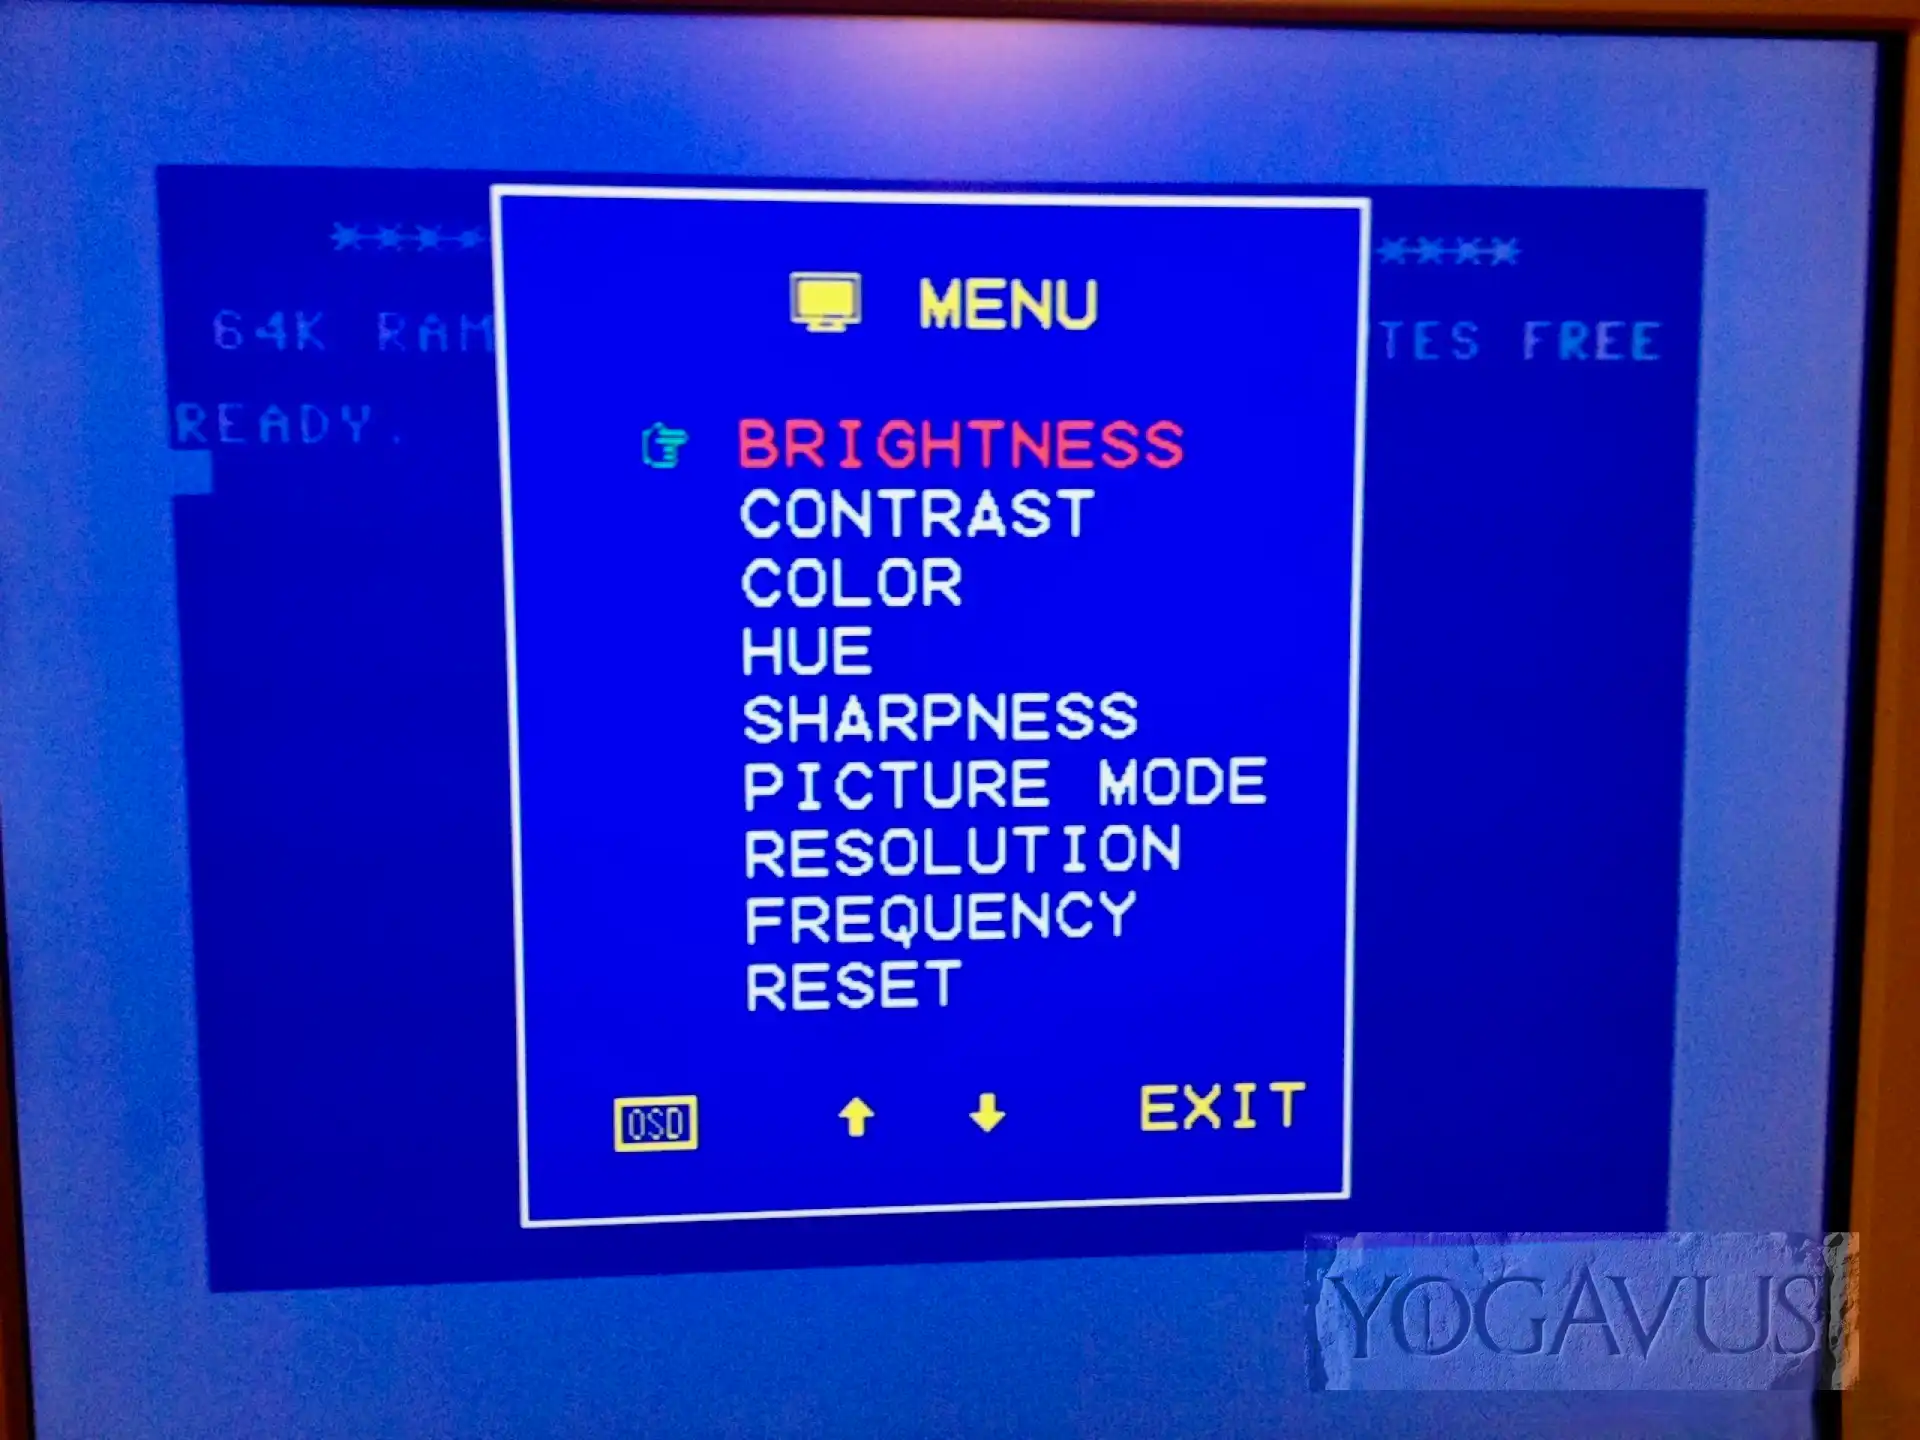 **** ****
MENU
64K RAM TES FREE
READY.
BRIGHTNESS
CONTRAST
COLOR
HUE
SHARPNESS
PICTURE MODE
RESOLUTION
FREQUENCY
RESET
OSD EXIT
YOGAVUS